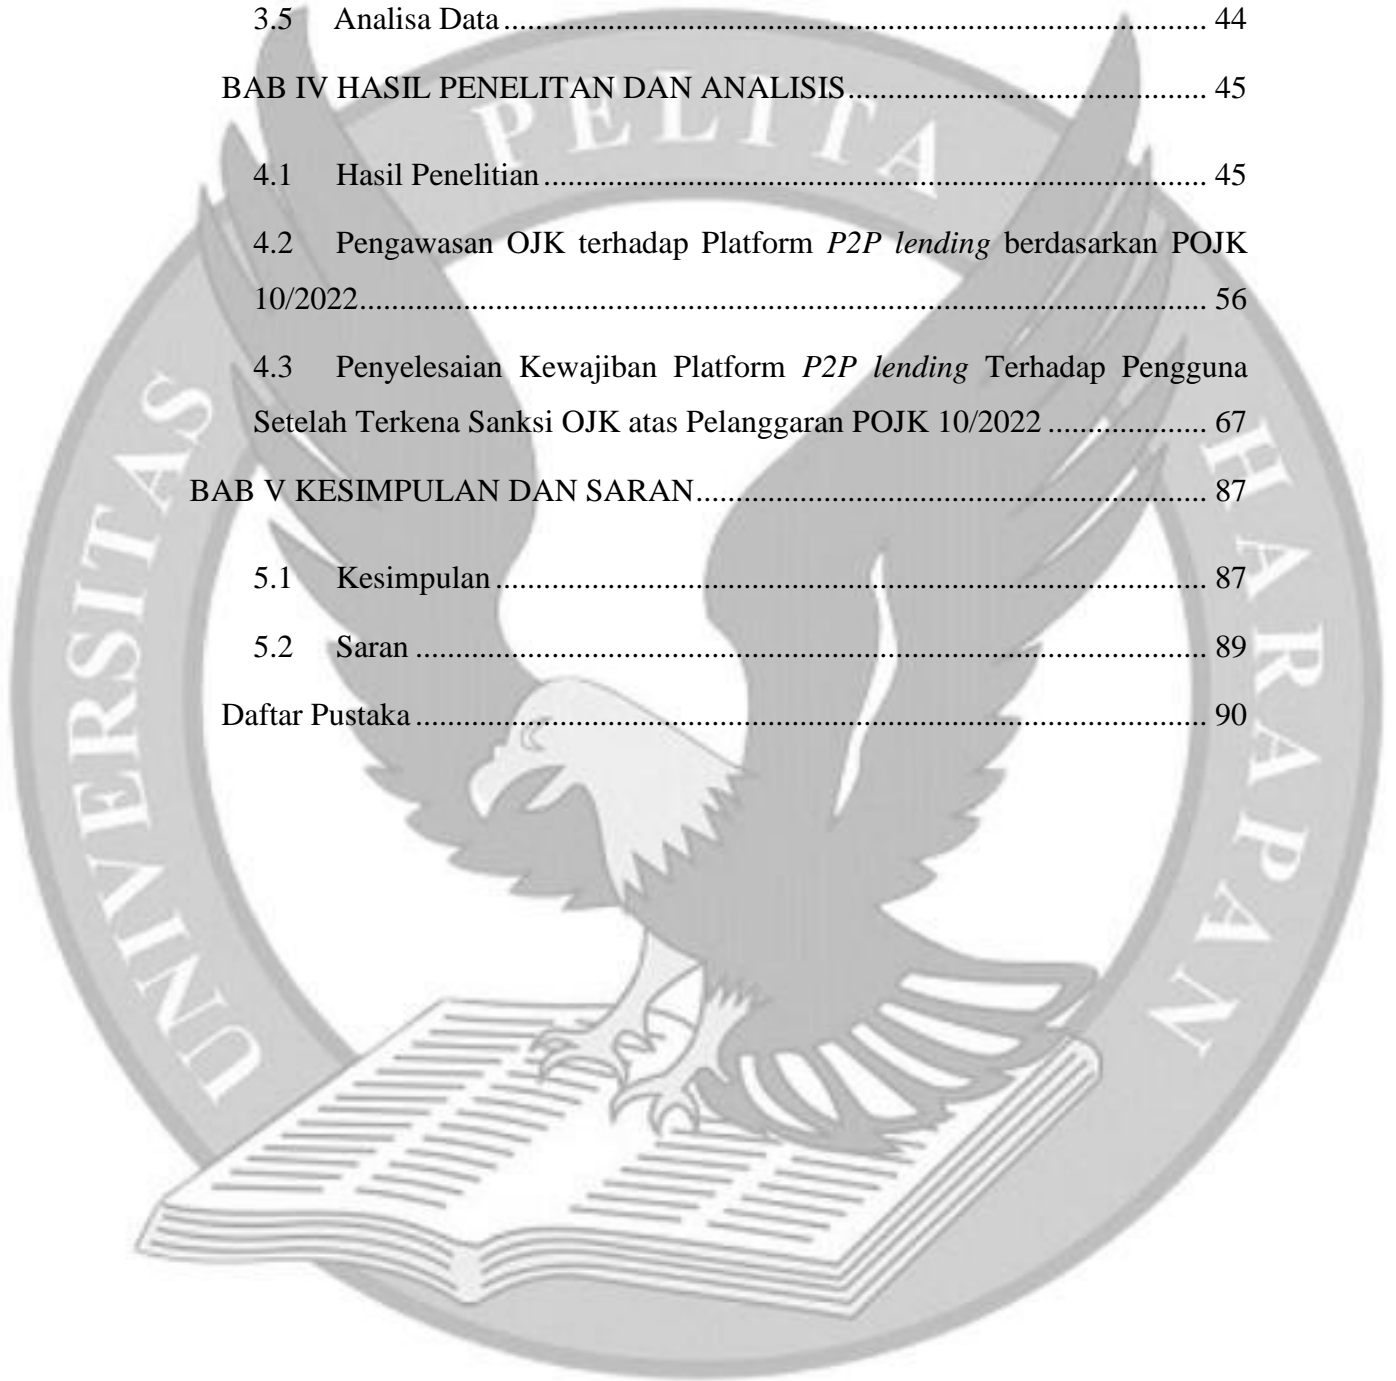 3.5 Analisa Data ........................................................................................ 44
BAB IV HASIL PENELITAN DAN ANALISIS ............................................. 45
4.1 Hasil Penelitian ................................................................................... 45
4.2 Pengawasan OJK terhadap Platform P2P lending berdasarkan POJK
10/2022 .......................................................................................................... 56
4.3 Penyelesaian Kewajiban Platform P2P lending Terhadap Pengguna
Setelah Terkena Sanksi OJK atas Pelanggaran POJK 10/2022 .................... 67
BAB V KESIMPULAN DAN SARAN ................................................................ 87
5.1 Kesimpulan ......................................................................................... 87
5.2 Saran ................................................................................................... 89
Daftar Pustaka ................................................................................................... 90
UNIVERSITAS PELITA HARAPAN